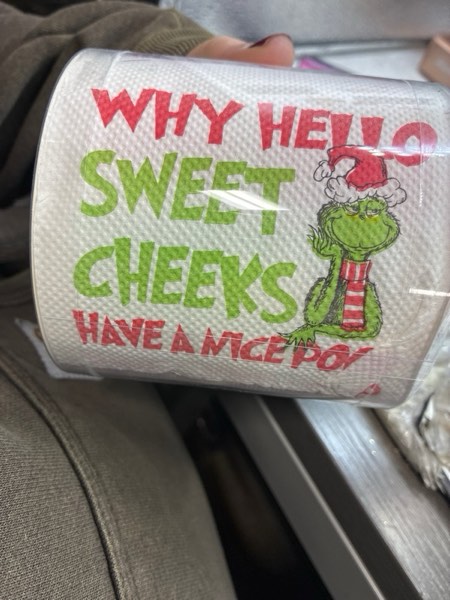 WHY HELLO
SWEET
CHEEKS
HAVE A NICE